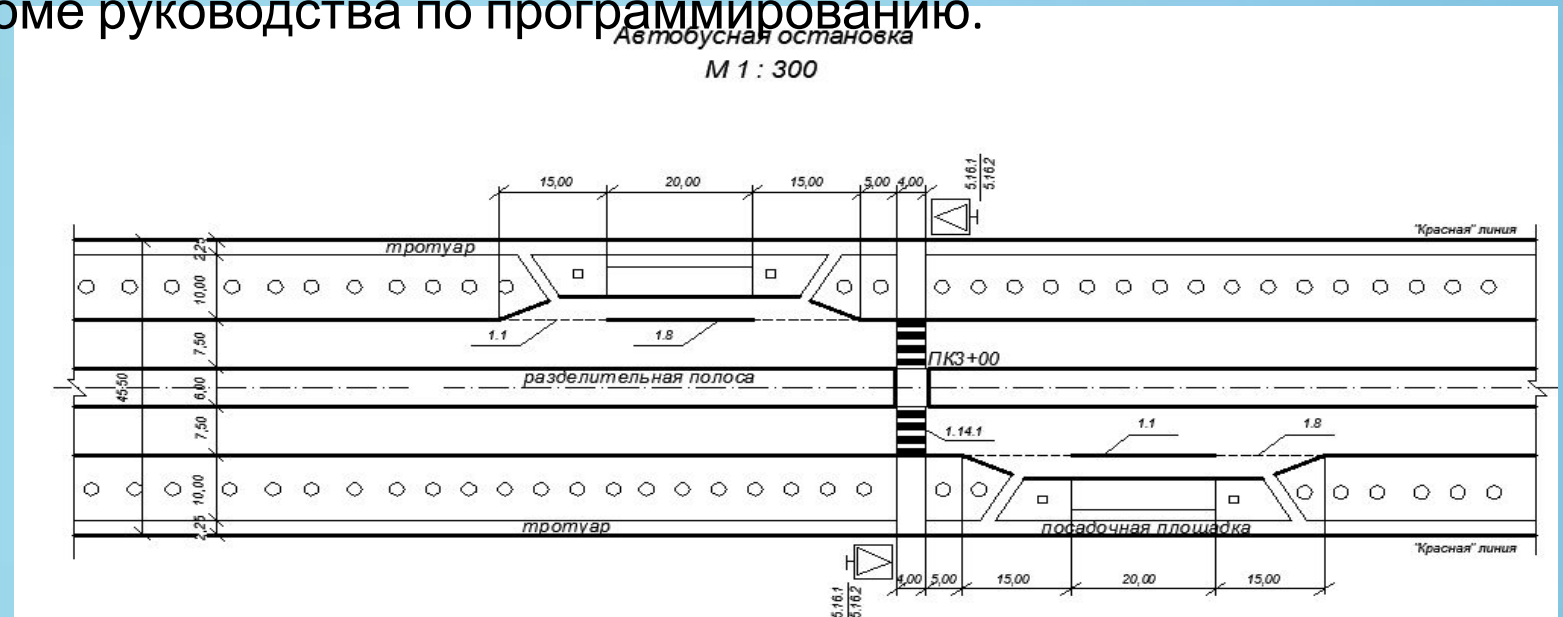 оме руководства по программированию.
Автобусная остановка
М 1 : 300
15,00 20,00 15,00 5,00 4,00
5.16.1
5.16.2
"Красная" линия
тротуар
2,25
10,00
1.1 1.8
7,50
ПК3+00
разделительная полоса
45.50
6,00
7,50
1.14.1 1.1 1.8
10,00
2,25
тротуар
посадочная площадка
"Красная" линия
4,00 5,00 15,00 20,00 15,00
5.16.1
5.16.2